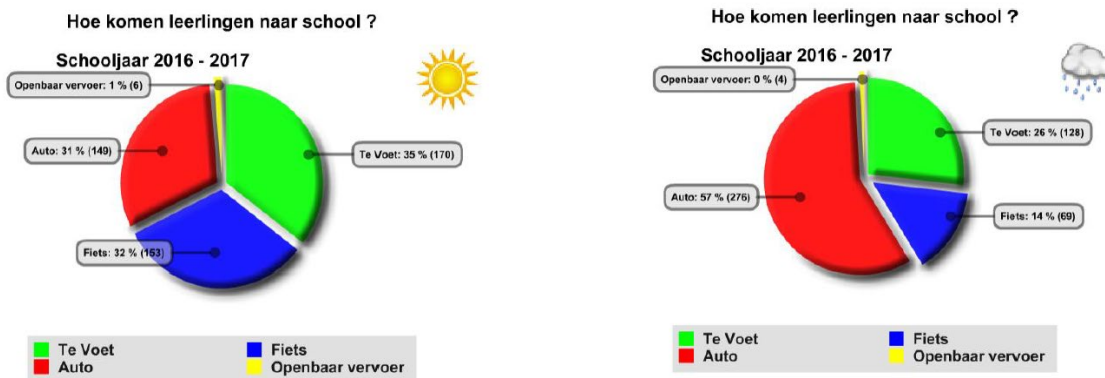 Hoe komen leerlingen naar school ?
Schooljaar 2016 - 2017
Openbaar vervoer: 1 % (6)
Auto: 31 % (149)
Te Voet: 35 % (170)
Fiets: 32 % (153)
Te Voet
Fiets
Auto
Openbaar vervoer
Hoe komen leerlingen naar school ?
Schooljaar 2016 - 2017
Openbaar vervoer: 0 % (4)
Te Voet: 26 % (128)
Auto: 57 % (276)
Fiets: 14 % (69)
Te Voet
Fiets
Auto
Openbaar vervoer